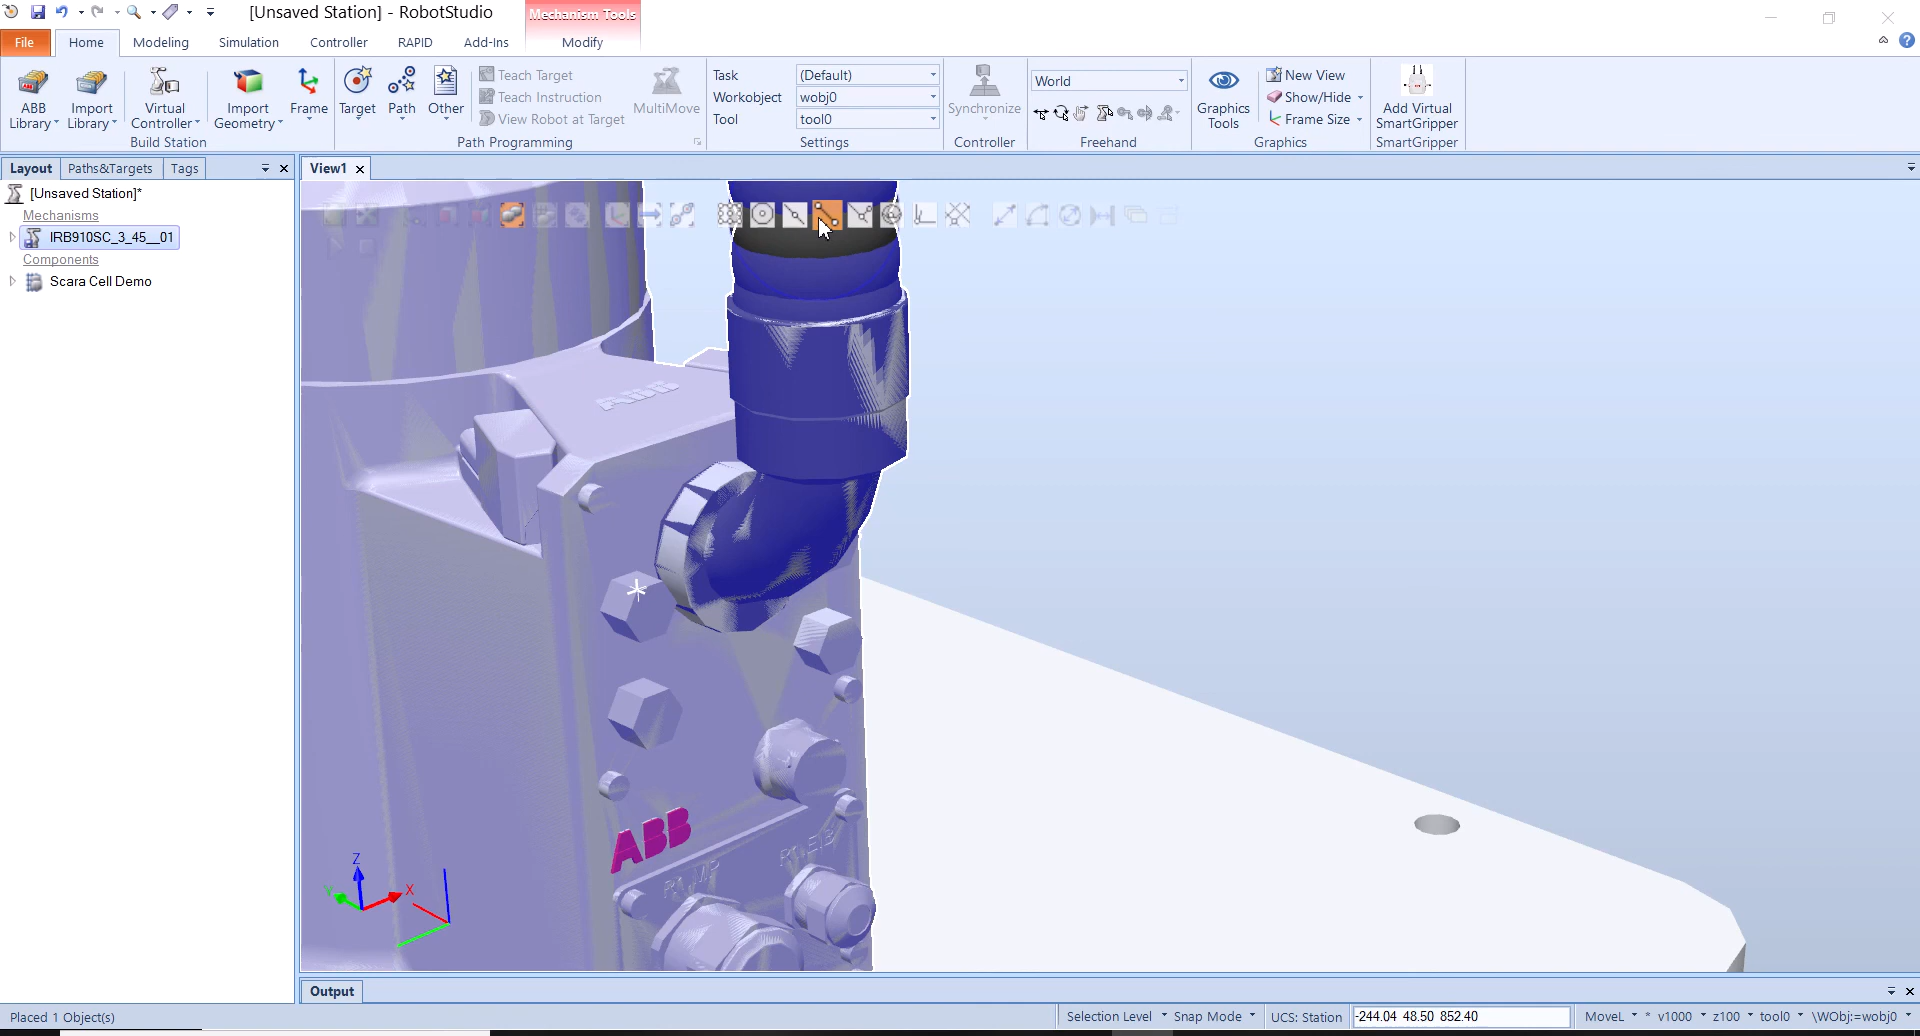 [Unsaved Station] - RobotStudio
Mechanism Tools
File
Home
Modeling
Simulation
Controller
RAPID
Add-Ins
Modify
ABB Library
Import Library
Virtual Controller
Import Geometry
Frame
Build Station
Target
Path
Other
Teach Target
Teach Instruction
View Robot at Target
MultiMove
Path Programming
Task
(Default)
Workobject
wobj0
Tool
tool0
Settings
Synchronize
Controller
World
Freehand
Graphics Tools
New View
Show/Hide
Frame Size
Graphics
Add Virtual SmartGripper
SmartGripper
Layout
Paths&Targets
Tags
View1
[Unsaved Station]*
Mechanisms
IRB910SC_3_45__01
Components
Scara Cell Demo
ABB
ABB
R1.MP
Z
Y
X
Output
Placed 1 Object(s)
Selection Level
Snap Mode
UCS: Station
-244.04 48.50 852.40
MoveL * v1000 z100 tool0 \WObj:=wobj0